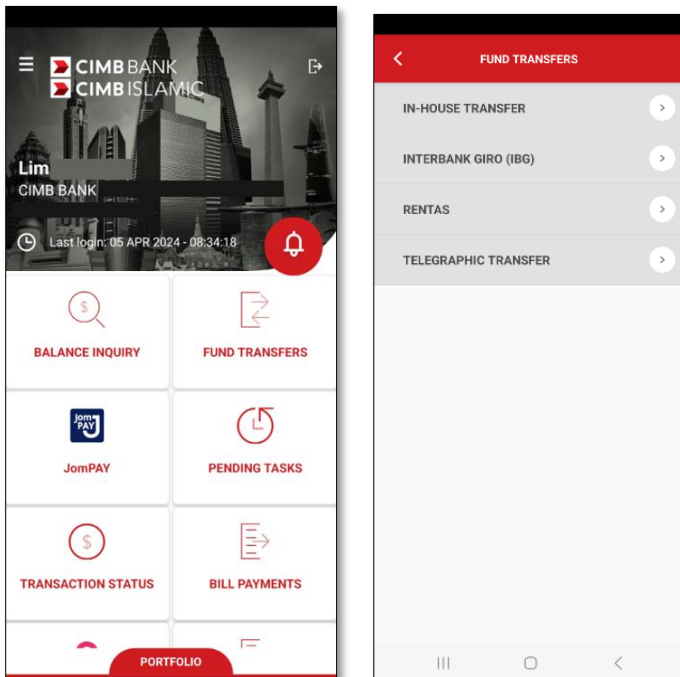 CIMB BANK
CIMB ISLAMIC
Lim
CIMB BANK
Last login: 05 APR 2024 - 08:34:18
BALANCE INQUIRY
FUND TRANSFERS
Jom
PAY
JomPAY
PENDING TASKS
TRANSACTION STATUS
BILL PAYMENTS
PORTFOLIO
FUND TRANSFERS
IN-HOUSE TRANSFER
INTERBANK GIRO (IBG)
RENTAS
TELEGRAPHIC TRANSFER